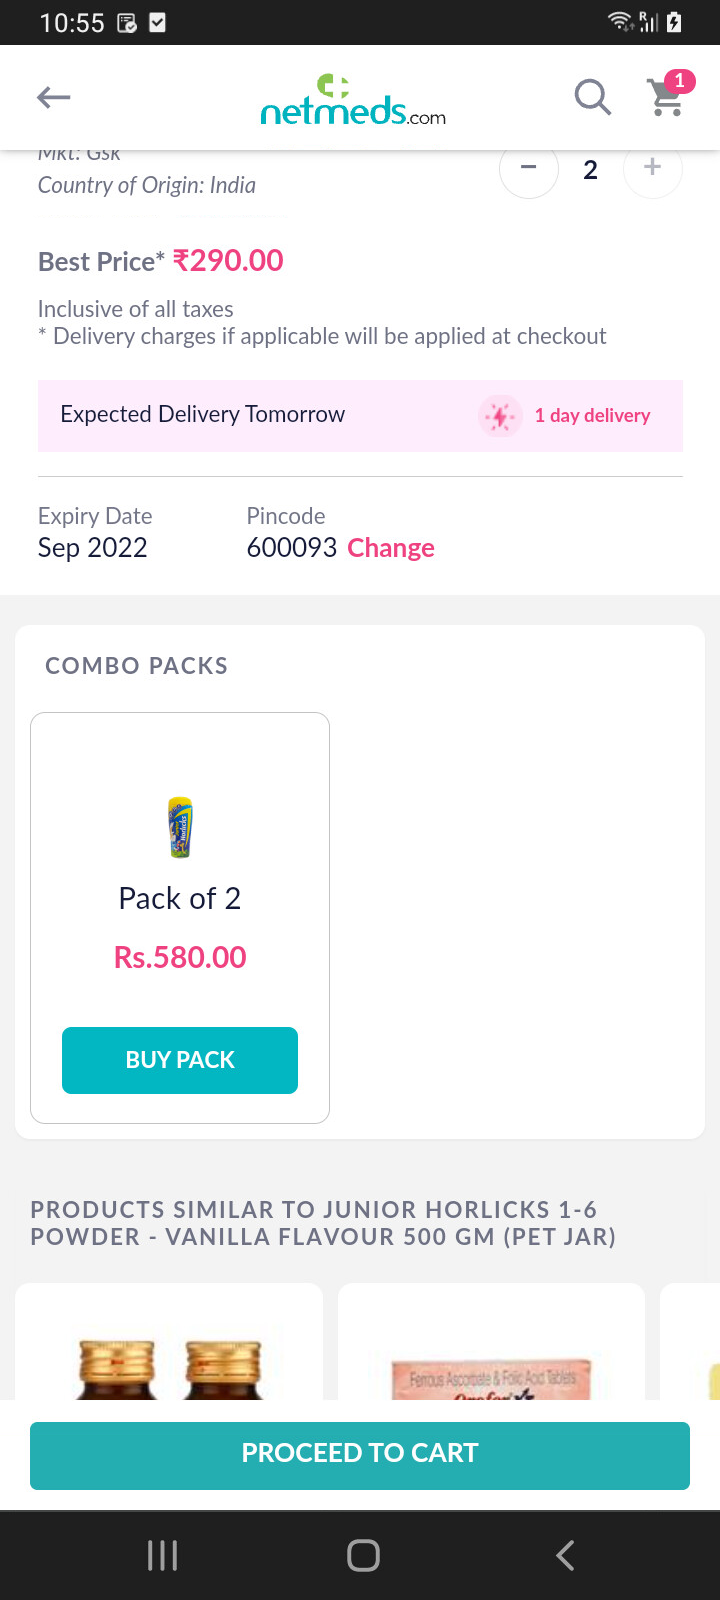 10:55
R
netmeds.com
1
Mkt: Gsk
Country of Origin: India
− 2 +
Best Price* ₹290.00
Inclusive of all taxes
* Delivery charges if applicable will be applied at checkout
Expected Delivery Tomorrow
1 day delivery
Expiry Date
Sep 2022
Pincode
600093 Change
COMBO PACKS
Horlicks
Pack of 2
Rs.580.00
BUY PACK
PRODUCTS SIMILAR TO JUNIOR HORLICKS 1-6
POWDER - VANILLA FLAVOUR 500 GM (PET JAR)
Ferrous Ascorbate & Folic Acid Tablets
PROCEED TO CART